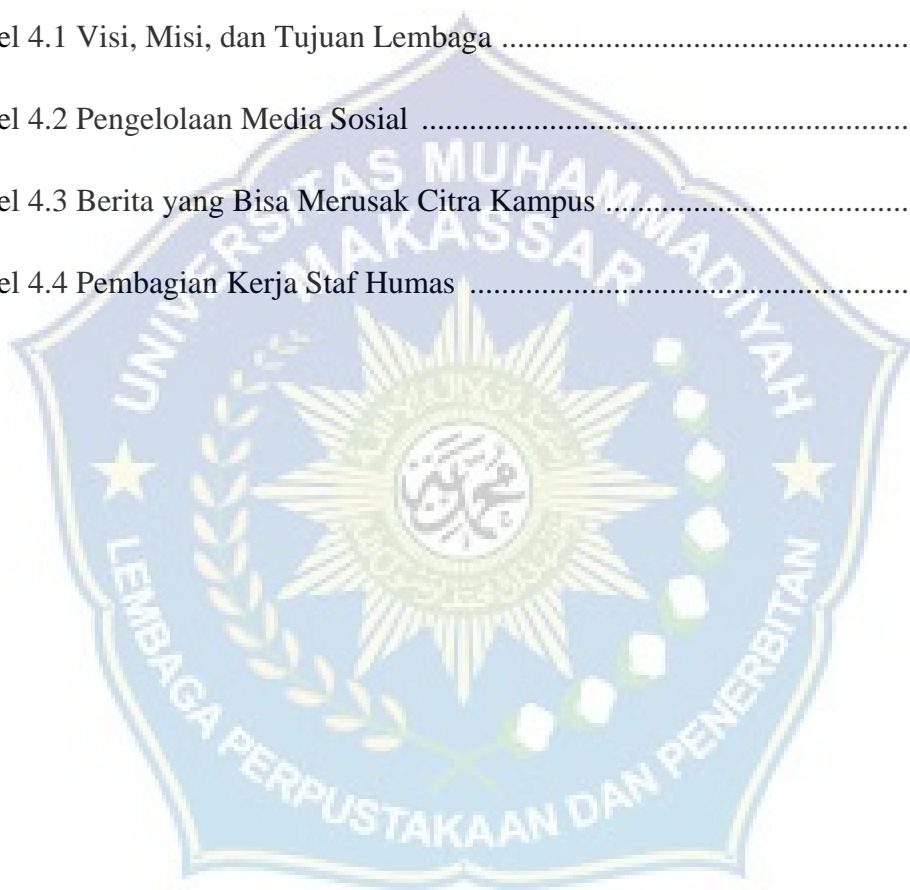 el 4.1 Visi, Misi, dan Tujuan Lembaga ....................................................
el 4.2 Pengelolaan Media Sosial ..............................................................
el 4.3 Berita yang Bisa Merusak Citra Kampus .......................................
el 4.4 Pembagian Kerja Staf Humas ........................................................
UNIVERSITAS MUHAMMADIYAH
MAKASSAR
LEMBAGA PERPUSTAKAAN DAN PENERBITAN